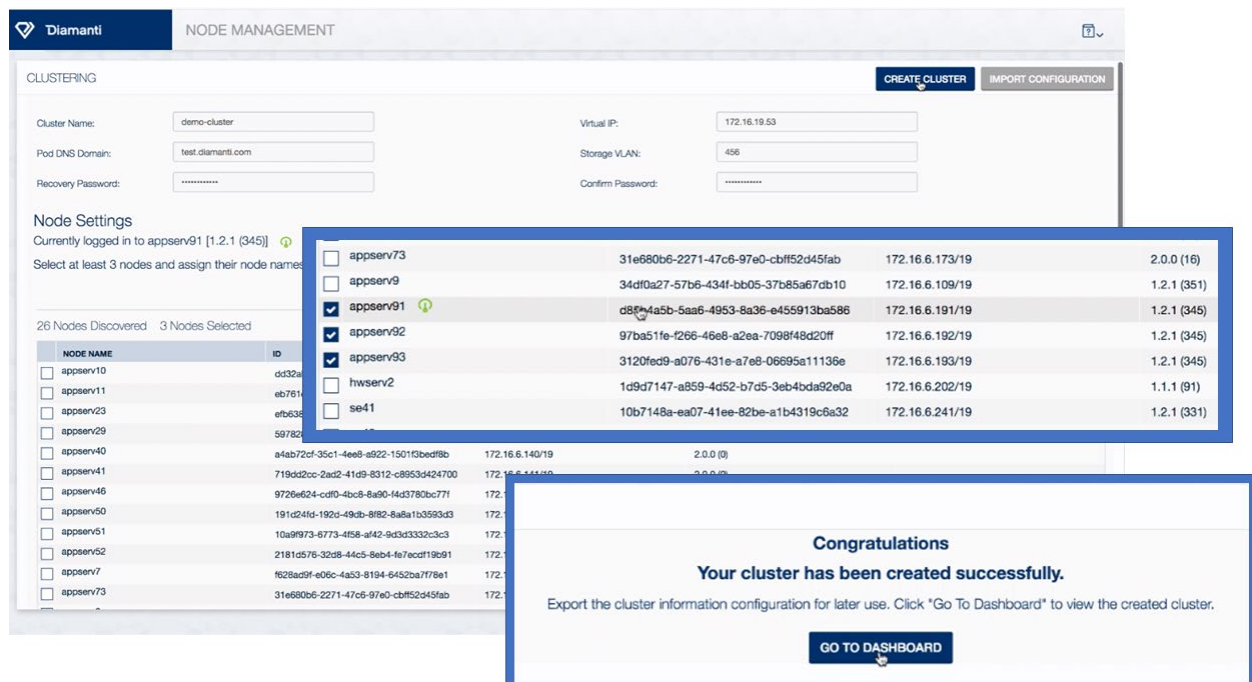 Diamanti
NODE MANAGEMENT
CLUSTERING
CREATE CLUSTER
IMPORT CONFIGURATION
Cluster Name: demo-cluster Virtual IP: 172.16.19.53
Pod DNS Domain: test.diamanti.com Storage VLAN: 456
Recovery Password: ············ Confirm Password: ············
Node Settings
Currently logged in to appserv91 [1.2.1 (345)]
Select at least 3 nodes and assign their node names
26 Nodes Discovered 3 Nodes Selected
NODE NAME ID
appserv10
appserv11
appserv23
appserv29
appserv40 a4ab72cf-35c1-4ee8-a922-1501f3bedf8b 172.16.6.140/19 2.0.0 (0)
appserv41 719dd2cc-2ad2-41d9-8312-c8953d424700
appserv46 9726e624-cdf0-4bc8-8a90-f4d3780bc77f 172.
appserv50 191d24fd-192d-49db-8f82-8a8a1b3593d3 172.
appserv51 10a9f973-6773-4f58-af42-9d3d3332c3c3 172.
appserv52 2181d576-32d8-44c5-8eb4-fe7ecdf19b91 172.
appserv7 f628ad9f-e06c-4a53-8194-6452ba7f78e1 172.
appserv73 31e680b6-2271-47c6-97e0-cbff52d45fab 172.
appserv73 31e680b6-2271-47c6-97e0-cbff52d45fab 172.16.6.173/19 2.0.0 (16)
appserv9 34df0a27-57b6-434f-bb05-37b85a67db10 172.16.6.109/19 1.2.1 (351)
appserv91 172.16.6.191/19 1.2.1 (345)
appserv92 97ba51fe-f266-46e8-a2ea-7098f48d20ff 172.16.6.192/19 1.2.1 (345)
appserv93 3120fed9-a076-431e-a7e8-06695a11136e 172.16.6.193/19 1.2.1 (345)
hwserv2 1d9d7147-a859-4d52-b7d5-3eb4bda92e0a 172.16.6.202/19 1.1.1 (91)
se41 10b7148a-ea07-41ee-82be-a1b4319c6a32 172.16.6.241/19 1.2.1 (331)
Congratulations
Your cluster has been created successfully.
Export the cluster information configuration for later use. Click "Go To Dashboard" to view the created cluster.
GO TO DASHBOARD